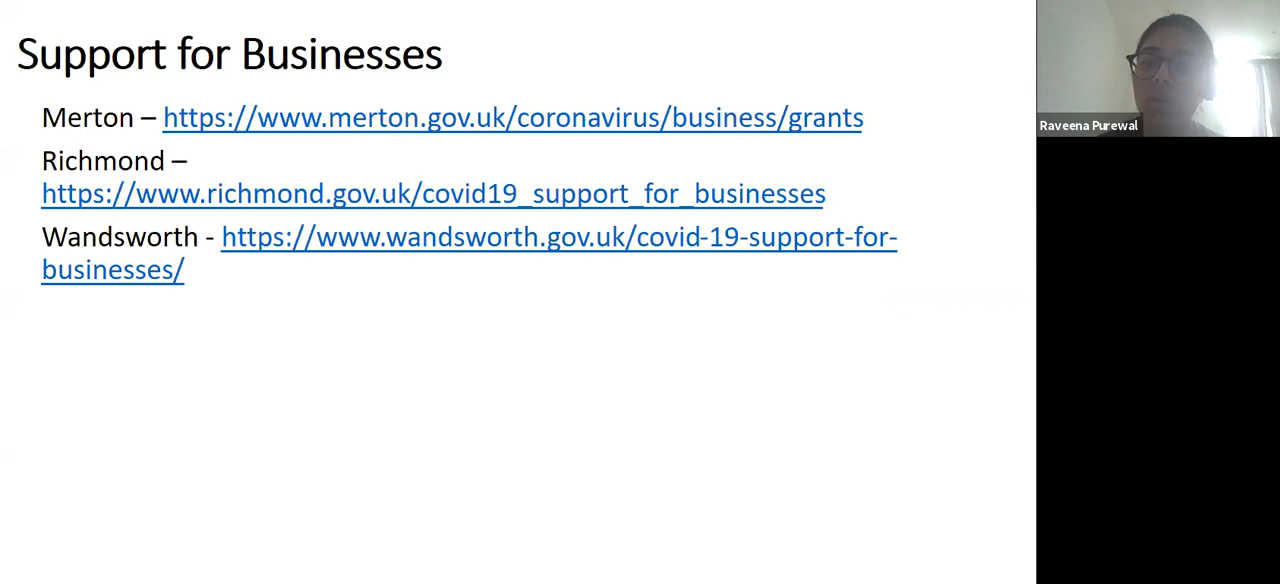 Support for Businesses
Merton – https://www.merton.gov.uk/coronavirus/business/grants
Richmond –
https://www.richmond.gov.uk/covid19_support_for_businesses
Wandsworth - https://www.wandsworth.gov.uk/covid-19-support-for-
businesses/
Raveena Purewal